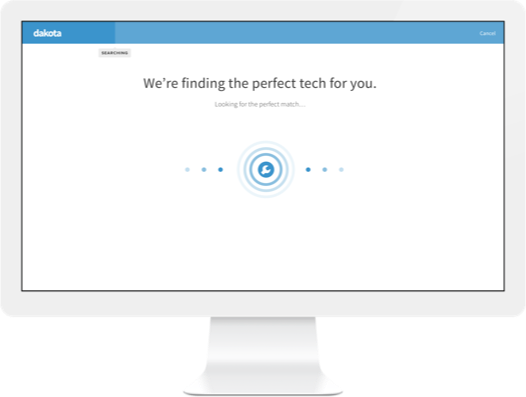 dakota
Cancel
SEARCHING
We're finding the perfect tech for you.
Looking for the perfect match...